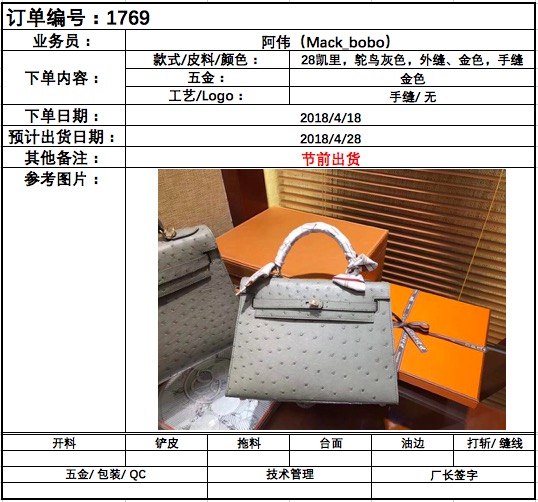 订单编号：1769
业务员： 阿伟（Mack_bobo）
下单内容：
款式/皮料/颜色： 28凯里，鸵鸟灰色，外缝、金色，手缝
五金： 金色
工艺/Logo： 手缝/ 无
下单日期： 2018/4/18
预计出货日期： 2018/4/28
其他备注： 节前出货
参考图片：
开料 铲皮 拖料 台面 油边 打斩/ 缝线
五金/ 包装/ QC 技术管理 厂长签字